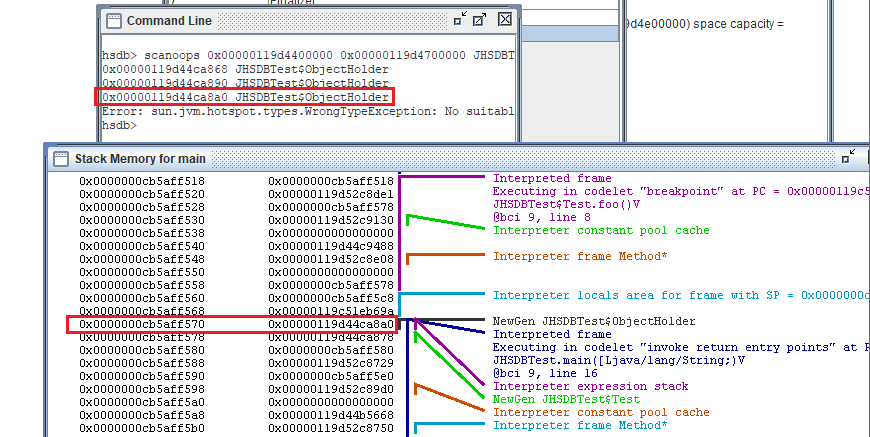 Finalizer
9d4e00000) space capacity =
Command Line
hsdb> scanoops 0x00000119d4400000 0x00000119d4700000 JHSDBT
0x00000119d44ca868 JHSDBTest$ObjectHolder
0x00000119d44ca890 JHSDBTest$ObjectHolder
0x00000119d44ca8a0 JHSDBTest$ObjectHolder
Error: sun.jvm.hotspot.types.WrongTypeException: No suitabl
hsdb>
Stack Memory for main
0x0000000cb5aff518 0x0000000cb5aff518 Interpreted frame
0x0000000cb5aff520 0x00000119d52c8de1 Executing in codelet "breakpoint" at PC = 0x00000119c5
0x0000000cb5aff528 0x0000000cb5aff578 JHSDBTest$Test.foo()V
0x0000000cb5aff530 0x00000119d52c9130 @bci 9, line 8
0x0000000cb5aff538 0x0000000000000000 Interpreter constant pool cache
0x0000000cb5aff540 0x00000119d44c9488
0x0000000cb5aff548 0x00000119d52c8e08 Interpreter frame Method*
0x0000000cb5aff550 0x0000000000000000
0x0000000cb5aff558 0x0000000cb5aff578
0x0000000cb5aff560 0x0000000cb5aff5c8 Interpreter locals area for frame with SP = 0x0000000c
0x0000000cb5aff568 0x00000119c51eb69a
0x0000000cb5aff570 0x00000119d44ca8a0 NewGen JHSDBTest$ObjectHolder
0x0000000cb5aff578 0x00000119d44ca878 Interpreted frame
0x0000000cb5aff580 0x0000000cb5aff580 Executing in codelet "invoke return entry points" at P
0x0000000cb5aff588 0x00000119d52c8729 JHSDBTest.main([Ljava/lang/String;)V
0x0000000cb5aff590 0x0000000cb5aff5e0 @bci 9, line 16
0x0000000cb5aff598 0x00000119d52c89d0 Interpreter expression stack
0x0000000cb5aff5a0 0x0000000000000000 NewGen JHSDBTest$Test
0x0000000cb5aff5a8 0x00000119d44b5668 Interpreter constant pool cache
0x0000000cb5aff5b0 0x00000119d52c8750 Interpreter frame Method*